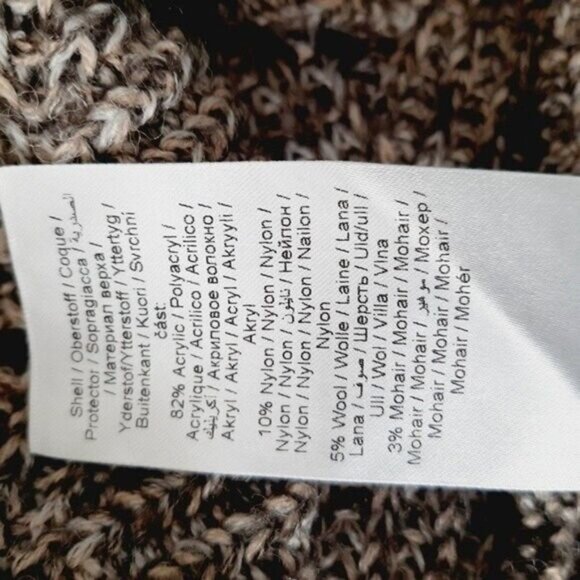 Shell / Oberstoff / Coque /
Protector / Sopragiacca / الصدرية
/ Материал верха /
Yderstof/Ytterstoff / Yttertyg /
Buitenkant / Kuori / Svrchni
část:
82% Acrylic / Polyacryl /
Acrylique / Acrilico / Acrilico /
أكريليك / Акриловое волокно /
Akryl / Akryl / Acryl / Akryyli /
Akryl
10% Nylon / Nylon / Nylon /
Nylon / Nylon / نايلون / Нейлон /
Nylon / Nylon / Nylon / Nailon /
Nylon
5% Wool / Wolle / Laine / Lana /
Lana / صوف / Шерсть / Uld/ull /
Ull / Wol / Villa / Vlna
3% Mohair / Mohair / Mohair /
Mohair / Mohair / موهير / Мохер /
Mohair / Mohair / Mohair /
Mohair / Mohér